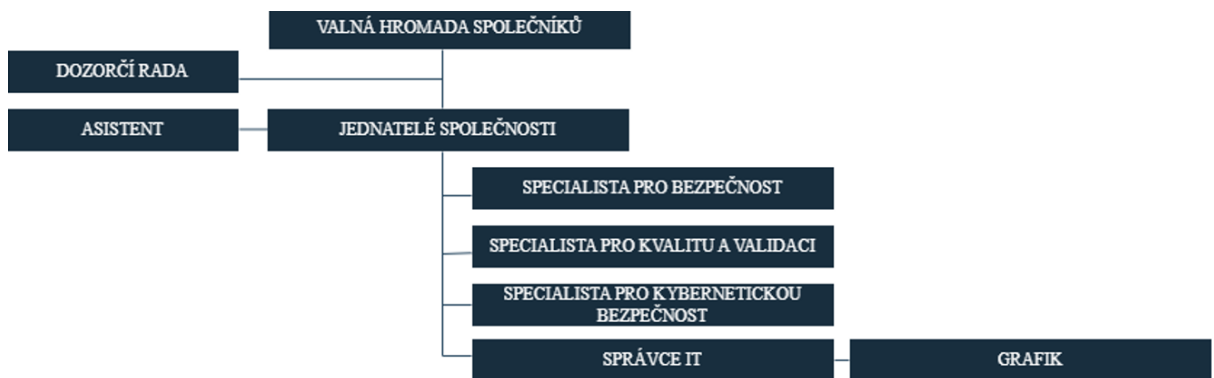 VALNÁ HROMADA SPOLEČNÍKŮ
DOZORČÍ RADA
ASISTENT
JEDNATELÉ SPOLEČNOSTI
SPECIALISTA PRO BEZPEČNOST
SPECIALISTA PRO KVALITU A VALIDACI
SPECIALISTA PRO KYBERNETICKOU
BEZPEČNOST
SPRÁVCE IT
GRAFIK